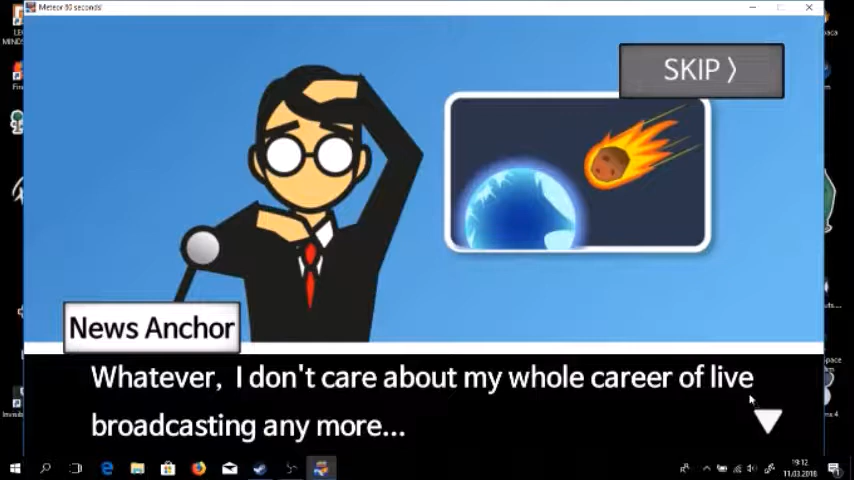 Meteor 60 seconds!
SKIP 〉
News Anchor
Whatever, I don't care about my whole career of live
broadcasting any more...
19:12
11.03.2018